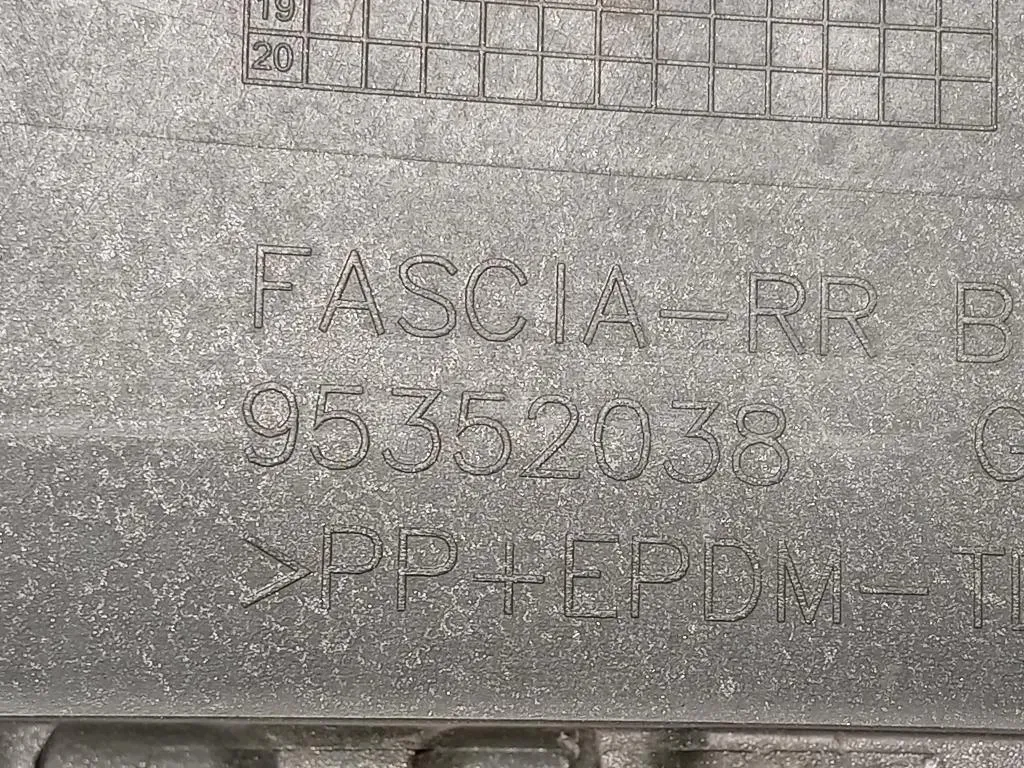 19
20
FASCIA-RR B
95352038 G
>PP+EPDM-T